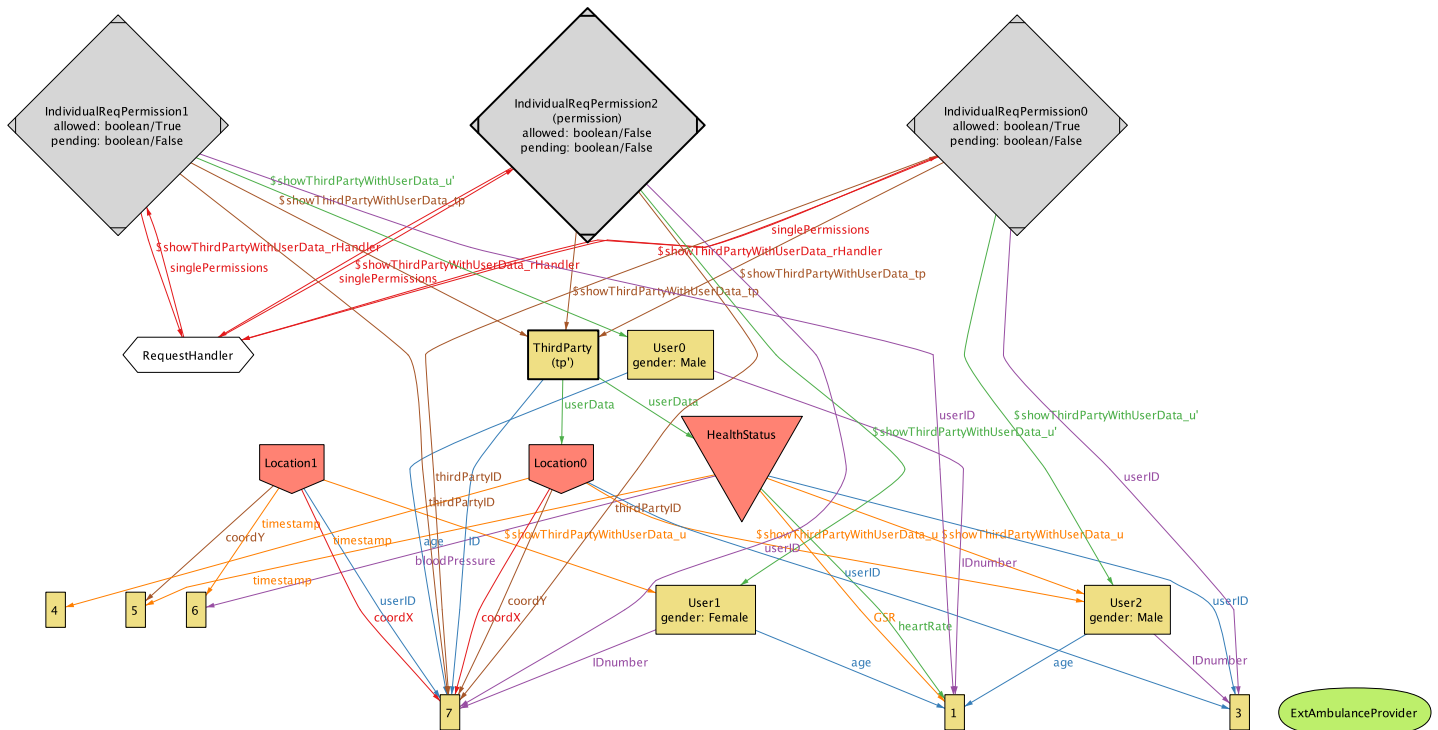 IndividualReqPermission1
allowed: boolean/True
pending: boolean/False
IndividualReqPermission2
(permission)
allowed: boolean/False
pending: boolean/False
IndividualReqPermission0
allowed: boolean/True
pending: boolean/False
$showThirdPartyWithUserData_u'
$showThirdPartyWithUserData_tp
singlePermissions
$showThirdPartyWithUserData_rHandler
$showThirdPartyWithUserData_rHandler
singlePermissions
$showThirdPartyWithUserData_rHandler
$showThirdPartyWithUserData_tp
singlePermissions
$showThirdPartyWithUserData_tp
RequestHandler
ThirdParty
(tp')
User0
gender: Male
userData
userData
userID
$showThirdPartyWithUserData_u'
$showThirdPartyWithUserData_u'
HealthStatus
Location1
Location0
thirdPartyID
thirdPartyID
thirdPartyID
userID
timestamp
coordY
timestamp
age
ID
$showThirdPartyWithUserData_u
$showThirdPartyWithUserData_u
$showThirdPartyWithUserData_u
userID
bloodPressure
IDnumber
timestamp
userID
4
5
6
userID
coordX
coordY
coordX
User1
gender: Female
GSR
heartRate
User2
gender: Male
userID
IDnumber
age
age
IDnumber
7
1
3
ExtAmbulanceProvider